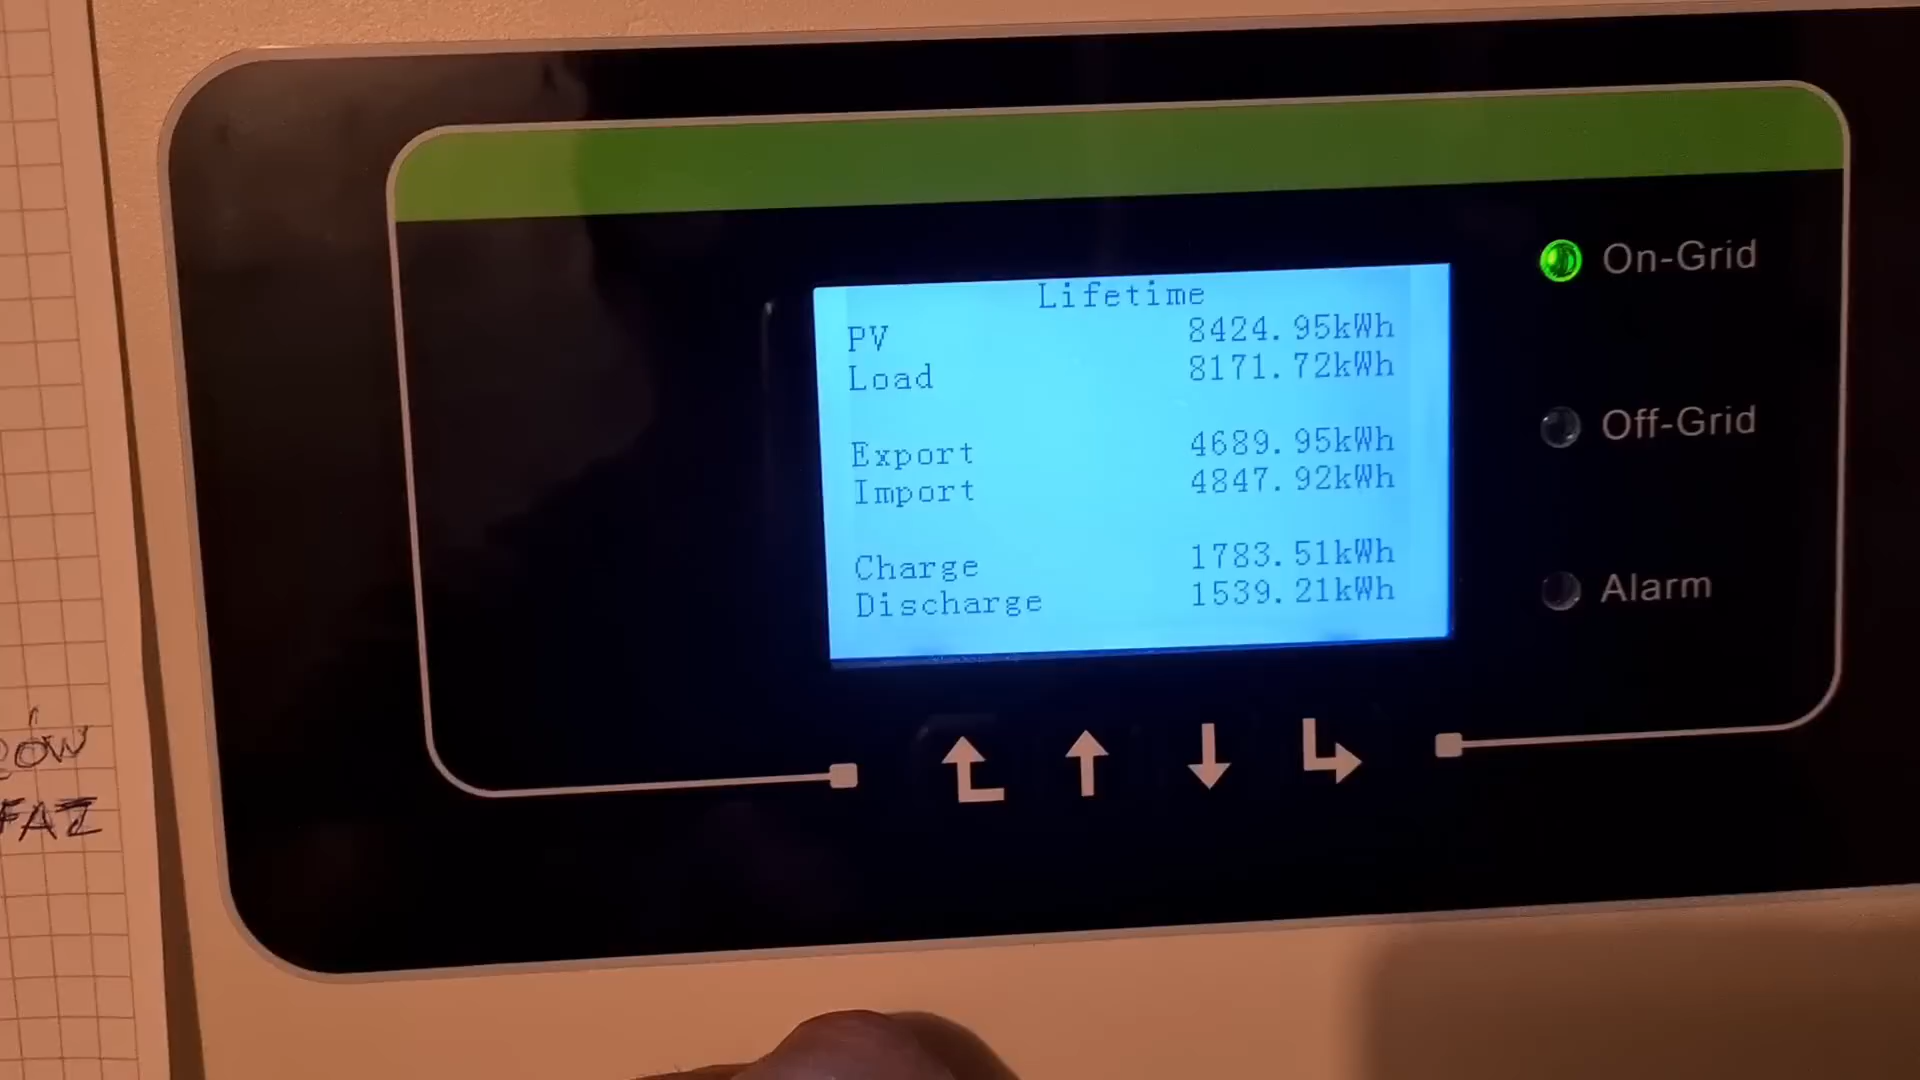 Lifetime
PV 8424.95kWh
Load 8171.72kWh
Export 4689.95kWh
Import 4847.92kWh
Charge 1783.51kWh
Discharge 1539.21kWh
On-Grid
Off-Grid
Alarm
FAZ